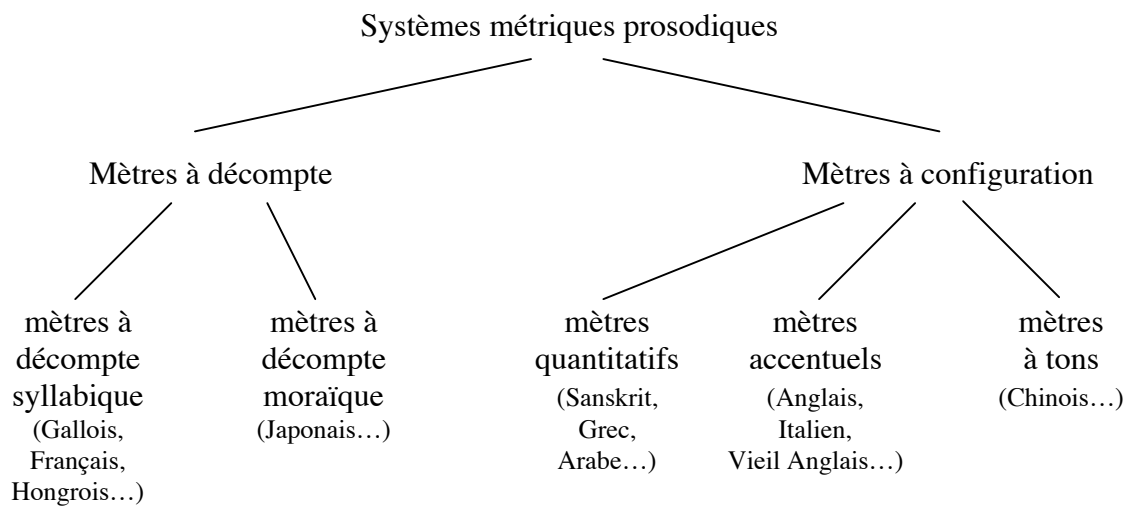 Systèmes métriques prosodiques
Mètres à décompte
Mètres à configuration
mètres à
décompte
syllabique
(Gallois,
Français,
Hongrois…)
mètres à
décompte
moraïque
(Japonais…)
mètres
quantitatifs
(Sanskrit,
Grec,
Arabe…)
mètres
accentuels
(Anglais,
Italien,
Vieil Anglais…)
mètres
à tons
(Chinois…)